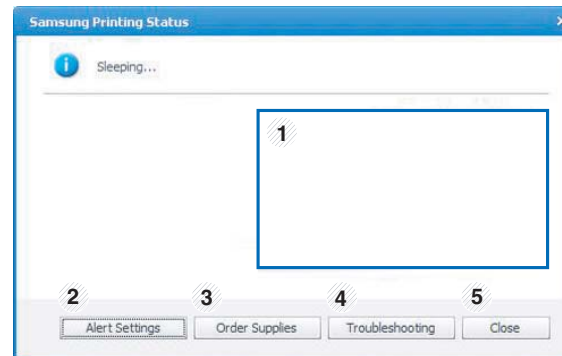 Samsung Printing Status
Sleeping...
1
2 3 4 5
Alert Settings Order Supplies Troubleshooting Close